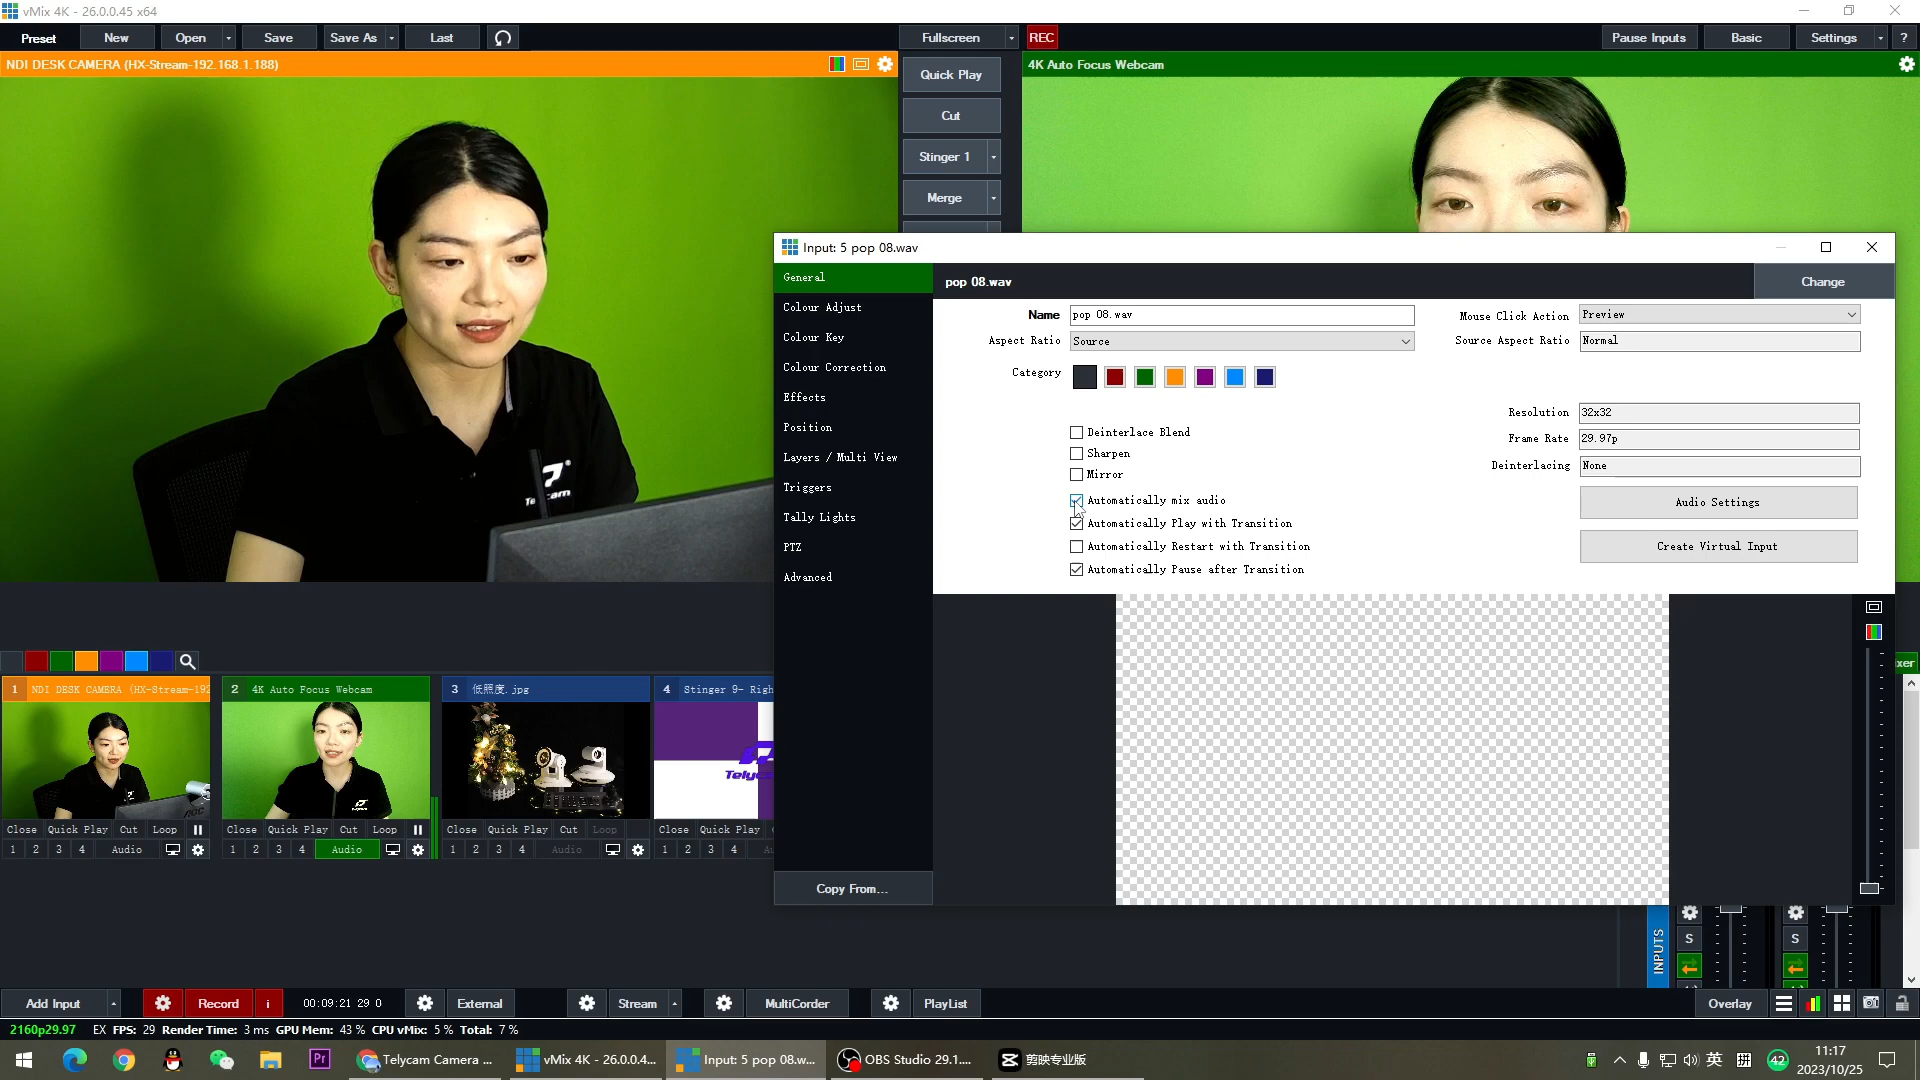 vMix 4K - 26.0.0.45 x64
Preset New Open Save Save As Last Fullscreen REC Pause Inputs Basic Settings ?
NDI DESK CAMERA (HX-Stream-192.168.1.188)
4K Auto Focus Webcam
Quick Play
Cut
Stinger 1
Merge
Input: 5 pop 08.wav
General
Colour Adjust
Colour Key
Colour Correction
Effects
Position
Layers / Multi View
Triggers
Tally Lights
PTZ
Advanced
Copy From...
pop 08.wav
Change
Name pop 08.wav
Mouse Click Action Preview
Aspect Ratio Source
Source Aspect Ratio Normal
Category
Resolution 32x32
Deinterlace Blend
Frame Rate 29.97p
Sharpen
Deinterlacing None
Mirror
Automatically mix audio
Audio Settings
Automatically Play with Transition
Automatically Restart with Transition
Create Virtual Input
Automatically Pause after Transition
xer
1 NDI DESK CAMERA (HX-Stream-192
2 4K Auto Focus Webcam
3 低照度.jpg
4 Stinger 9- Righ
Telyca
Close Quick Play Cut Loop
Close Quick Play Cut Loop
Close Quick Play Cut Loop
Close Quick Play
1 2 3 4 Audio
1 2 3 4 Audio
1 2 3 4 Audio
1 2 3 4 Au
INPUTS
S
S
Add Input Record i 00:09:21 29 0 External Stream MultiCorder PlayList Overlay
2160p29.97 EX FPS: 29 Render Time: 3 ms GPU Mem: 43 % CPU vMix: 5 % Total: 7 %
Telycam Camera ...
vMix 4K - 26.0.0.4...
Input: 5 pop 08.w...
OBS Studio 29.1....
剪映专业版
英
拼
42
11:17
2023/10/25
Pr